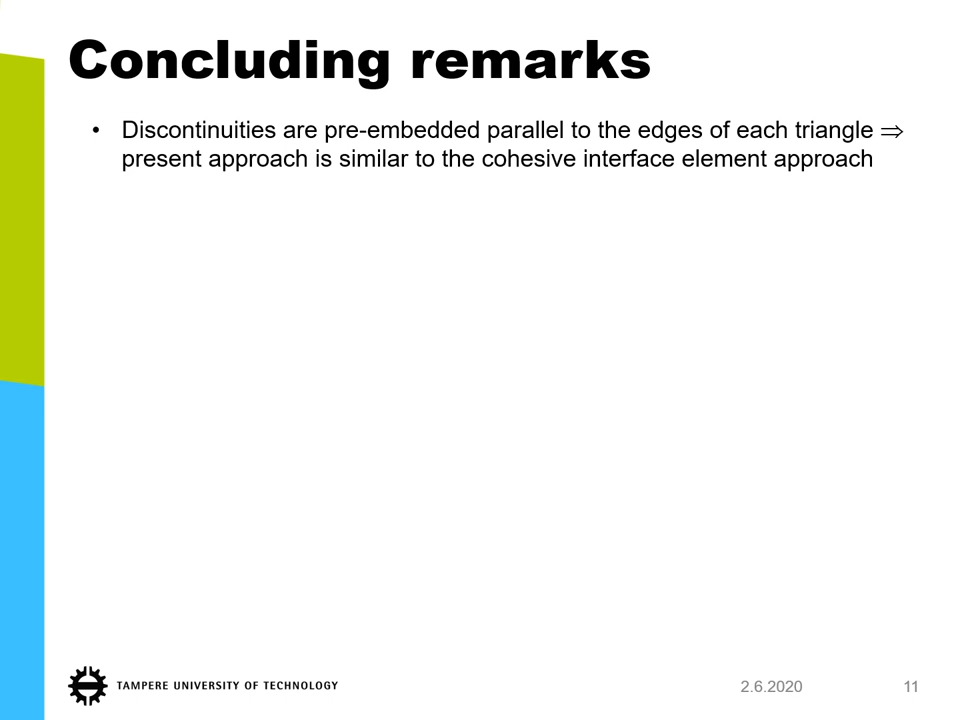 Concluding remarks
• Discontinuities are pre-embedded parallel to the edges of each triangle ⇒
present approach is similar to the cohesive interface element approach
TAMPERE UNIVERSITY OF TECHNOLOGY
2.6.2020
11